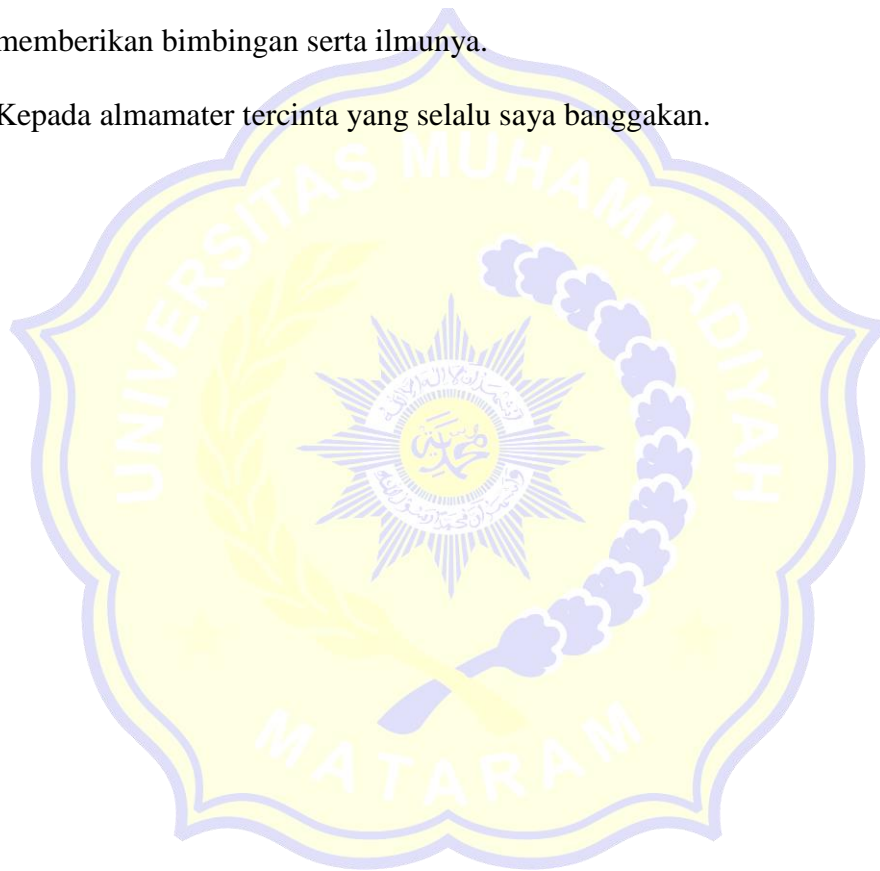 memberikan bimbingan serta ilmunya.
Kepada almamater tercinta yang selalu saya banggakan.
UNIVERSITAS MUHAMMADIYAH
MATARAM